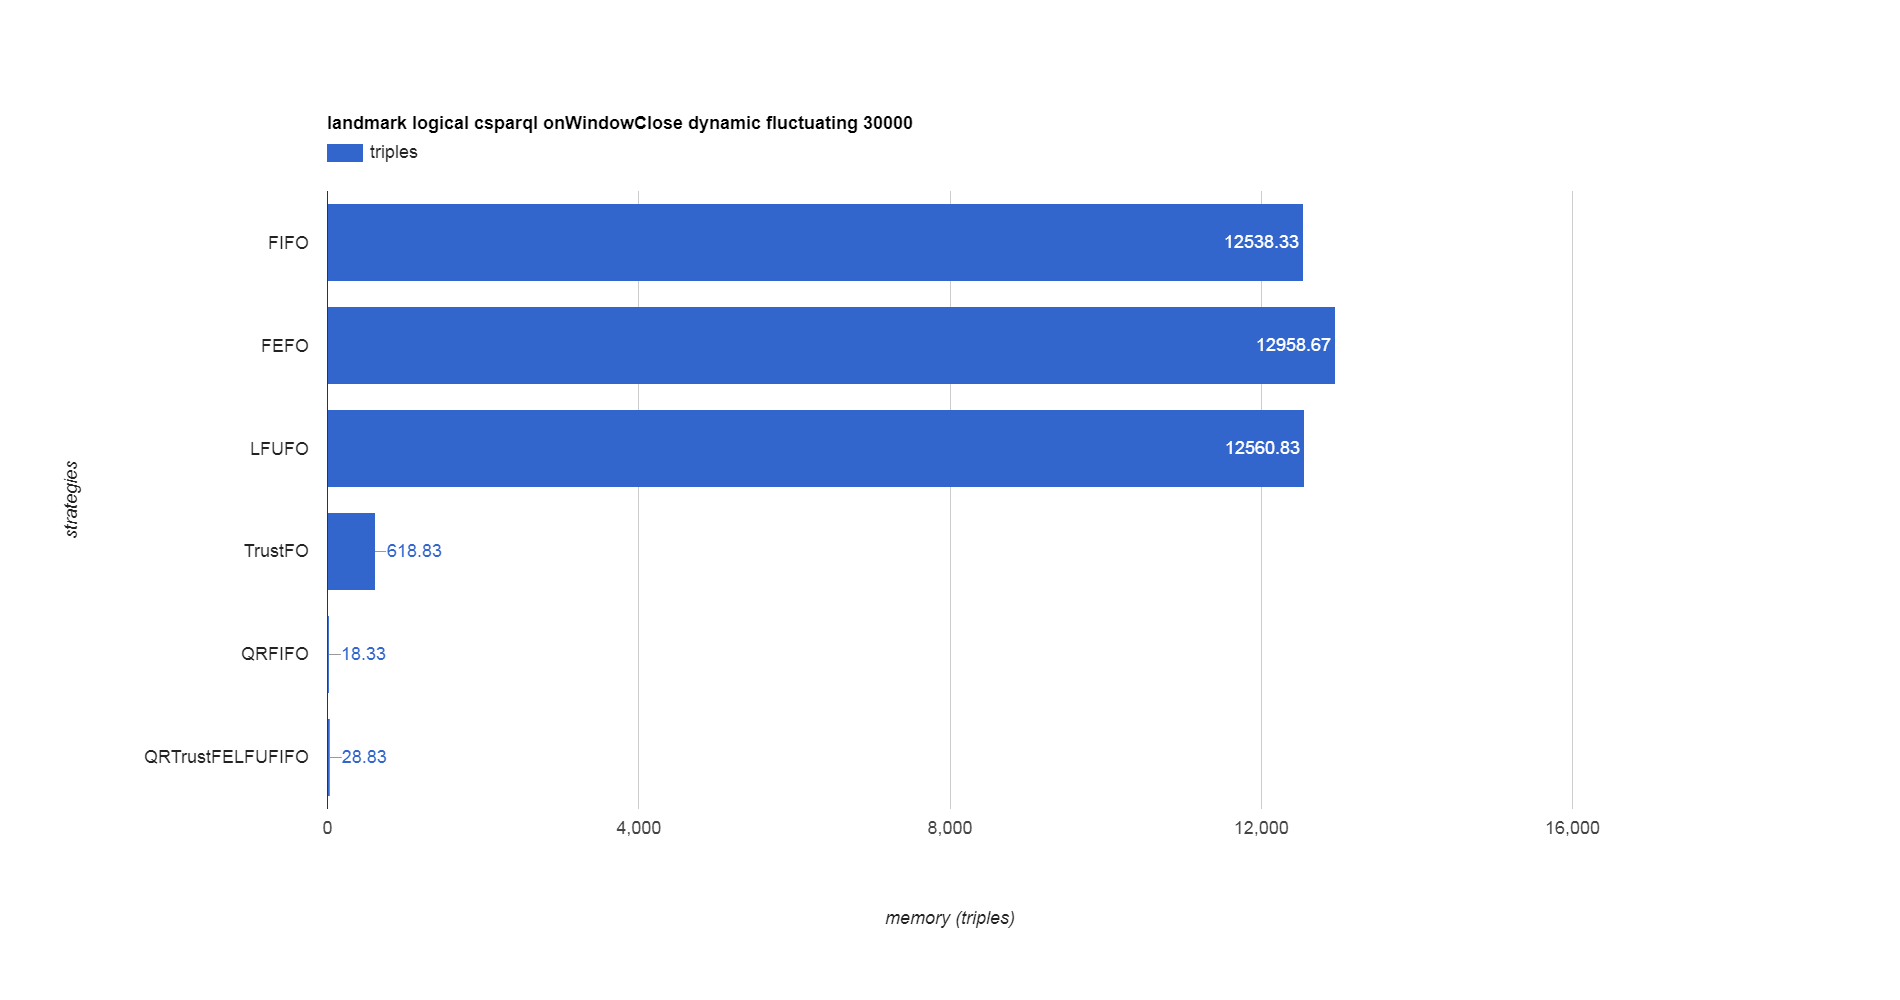 landmark logical csparql onWindowClose dynamic fluctuating 30000
triples
FIFO 12538.33
FEFO 12958.67
LFUFO 12560.83
TrustFO 618.83
QRFIFO 18.33
QRTrustFELFUFIFO 28.83
strategies
0 4,000 8,000 12,000 16,000
memory (triples)